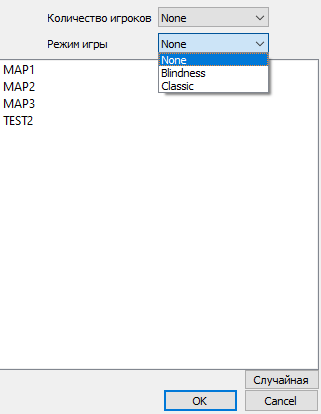 Количество игроков None
Режим игры None
None
Blindness
Classic
MAP1
MAP2
MAP3
TEST2
Случайная
OK Cancel